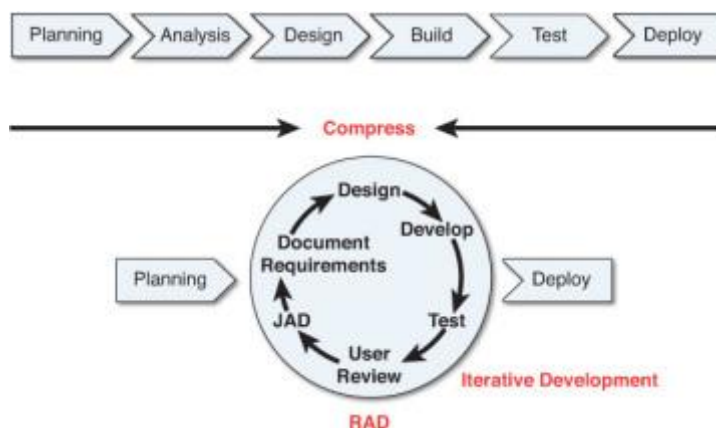 Planning Analysis Design Build Test Deploy
Compress
Design
Develop
Document
Requirements
Planning
Deploy
JAD
Test
User
Review
Iterative Development
RAD